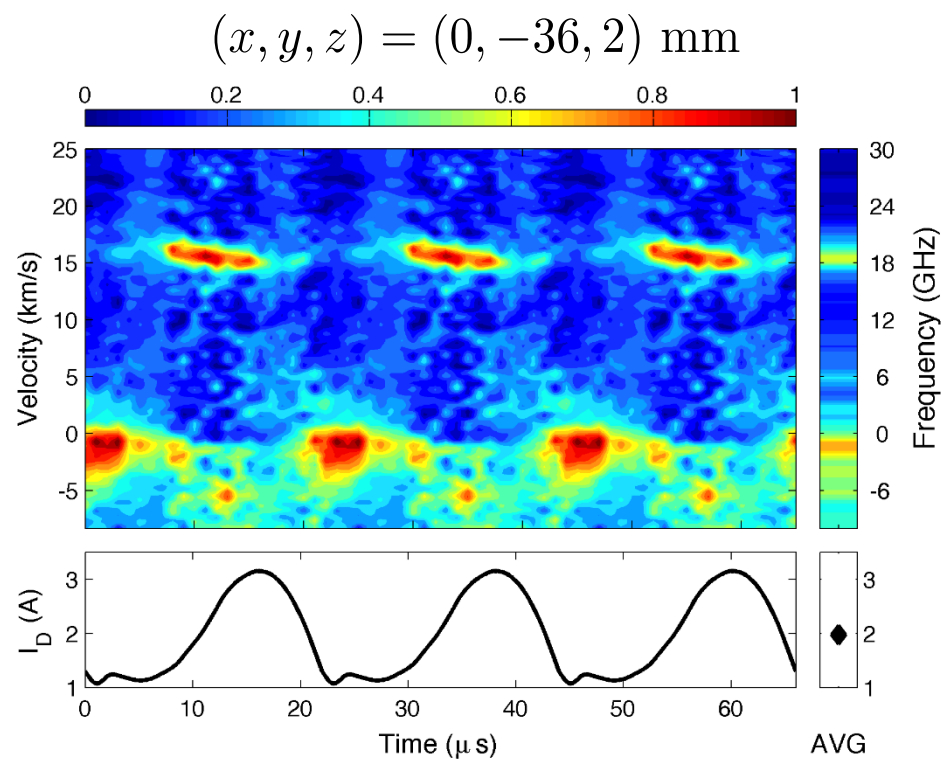 (x, y, z) = (0, −36, 2) mm
0 0.2 0.4 0.6 0.8 1
25 30
20 24
15 18
10 12
5 6
0 0
-5 -6
Velocity (km/s)
Frequency (GHz)
3 3
2 2
1 1
I_D (A)
0 10 20 30 40 50 60
Time (μ s) AVG